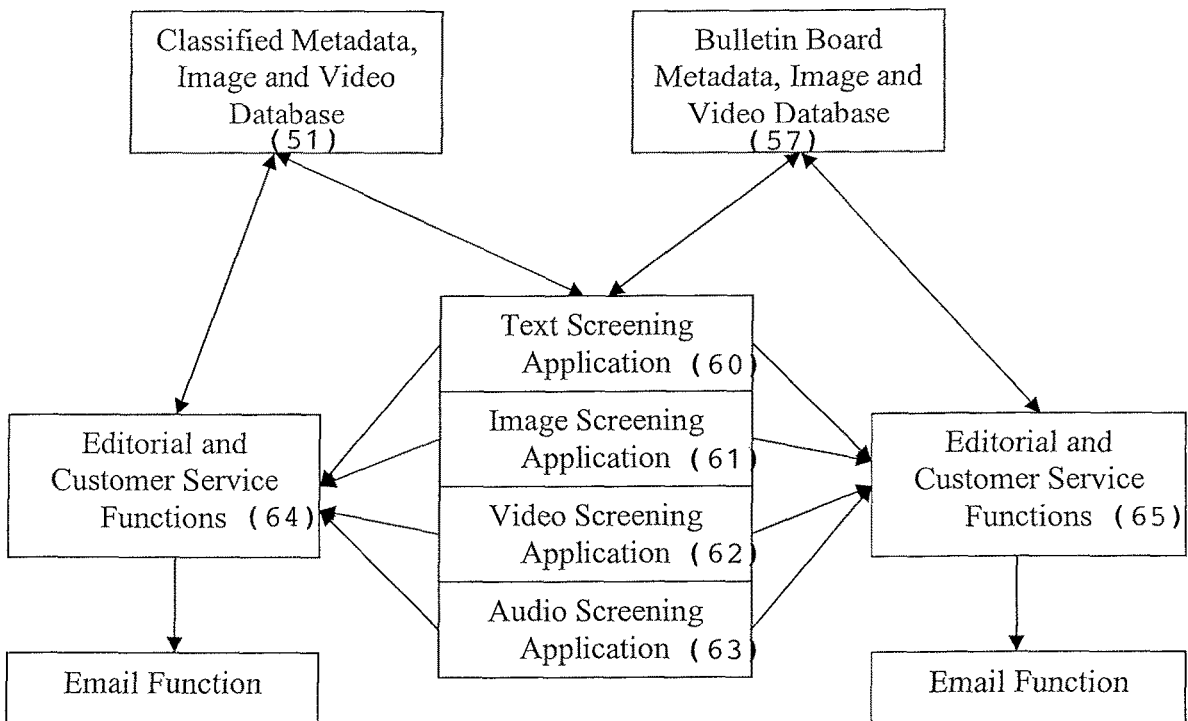 Classified Metadata,
Image and Video
Database
(51)
Bulletin Board
Metadata, Image and
Video Database
(57)
Text Screening
Application (60)
Image Screening
Application (61)
Video Screening
Application (62)
Audio Screening
Application (63)
Editorial and
Customer Service
Functions (64)
Editorial and
Customer Service
Functions (65)
Email Function
Email Function